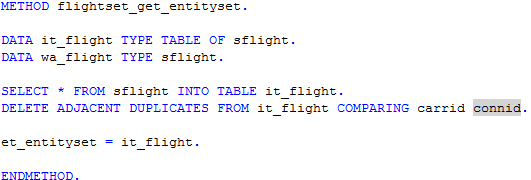 METHOD flightset_get_entityset.
DATA it_flight TYPE TABLE OF sflight.
DATA wa_flight TYPE sflight.
SELECT * FROM sflight INTO TABLE it_flight.
DELETE ADJACENT DUPLICATES FROM it_flight COMPARING carrid connid.
et_entityset = it_flight.
ENDMETHOD.